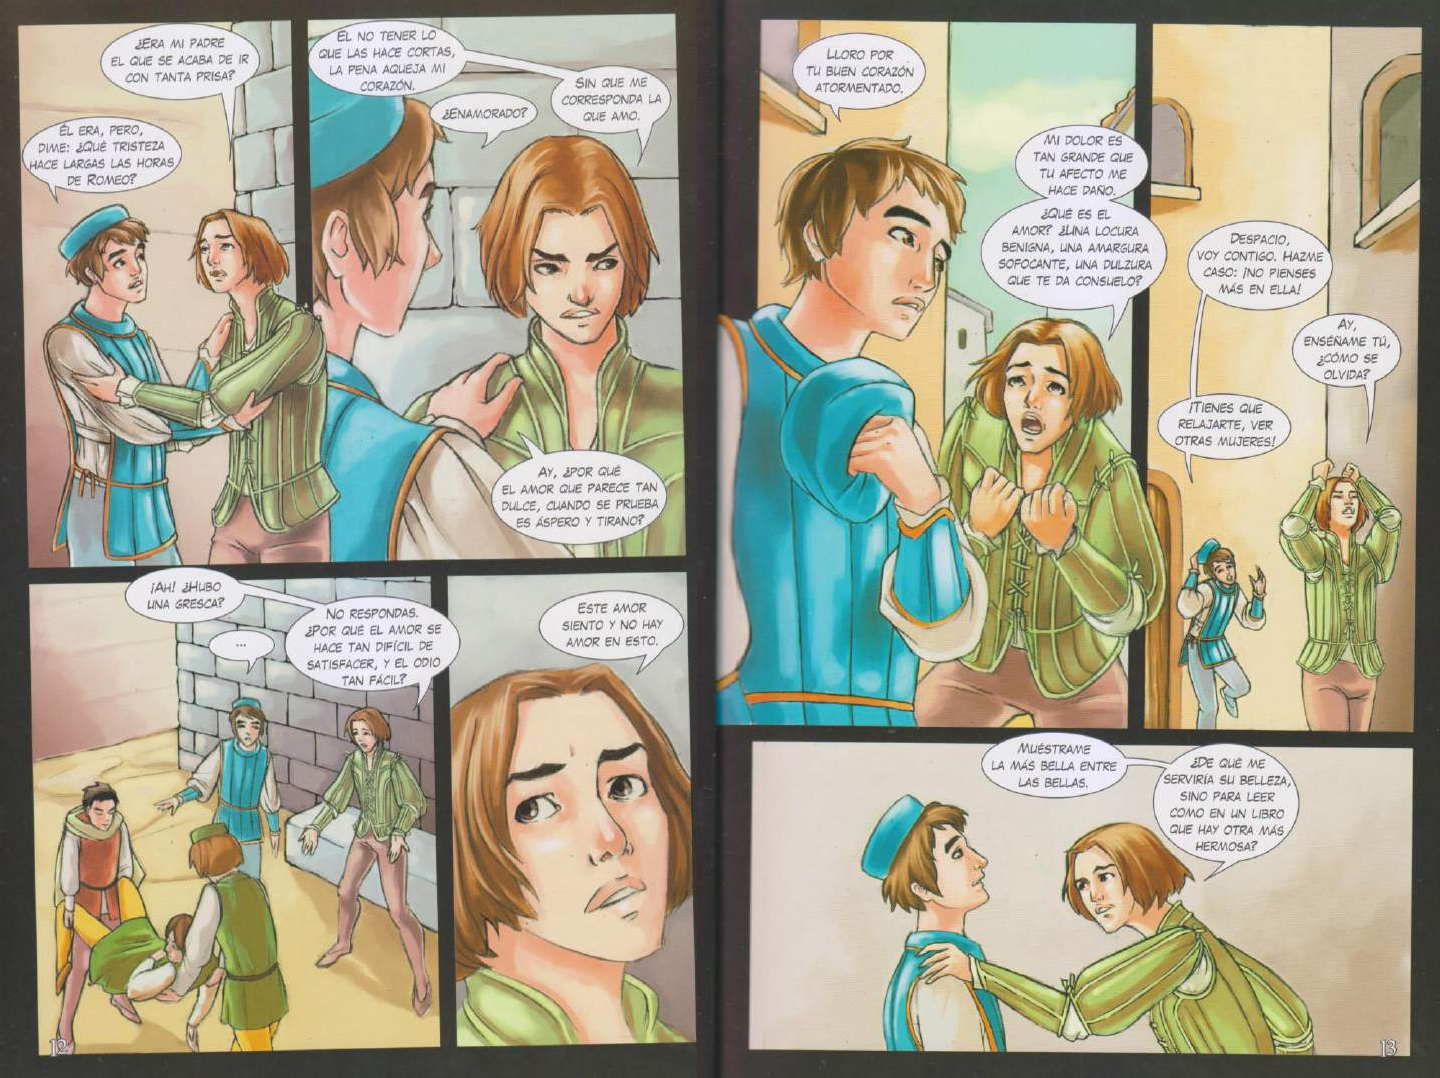 ¿ERA MI PADRE
EL QUE SE ACABA DE IR
CON TANTA PRISA?
ÉL ERA, PERO,
DIME: ¿QUÉ TRISTEZA
HACE LARGAS LAS HORAS
DE ROMEO?
EL NO TENER LO
QUE LAS HACE CORTAS,
LA PENA AQUEJA MI
CORAZÓN.
¿ENAMORADO?
SIN QUE ME
CORRESPONDA LA
QUE AMO.
AY, ¿POR QUÉ
EL AMOR QUE PARECE TAN
DULCE, CUANDO SE PRUEBA
ES ÁSPERO Y TIRANO?
¡AH! ¿HUBO
UNA GRESCA?
...
NO RESPONDAS.
¿POR QUÉ EL AMOR SE
HACE TAN DIFÍCIL DE
SATISFACER, Y EL ODIO
TAN FÁCIL?
ESTE AMOR
SIENTO Y NO HAY
AMOR EN ESTO.
12
LLORO POR
TU BUEN CORAZÓN
ATORMENTADO.
MI DOLOR ES
TAN GRANDE QUE
TU AFECTO ME
HACE DAÑO.
¿QUÉ ES EL
AMOR? ¿UNA LOCURA
BENIGNA, UNA AMARGURA
SOFOCANTE, UNA DULZURA
QUE TE DA CONSUELO?
DESPACIO,
VOY CONTIGO. HAZME
CASO: ¡NO PIENSES
MÁS EN ELLA!
AY,
ENSÉÑAME TÚ,
¿CÓMO SE
OLVIDA?
¡TIENES QUE
RELAJARTE, VER
OTRAS MUJERES!
MUÉSTRAME
LA MÁS BELLA ENTRE
LAS BELLAS.
¿DE QUÉ ME
SERVIRÍA SU BELLEZA,
SINO PARA LEER
COMO EN UN LIBRO
QUE HAY OTRA MÁS
HERMOSA?
13